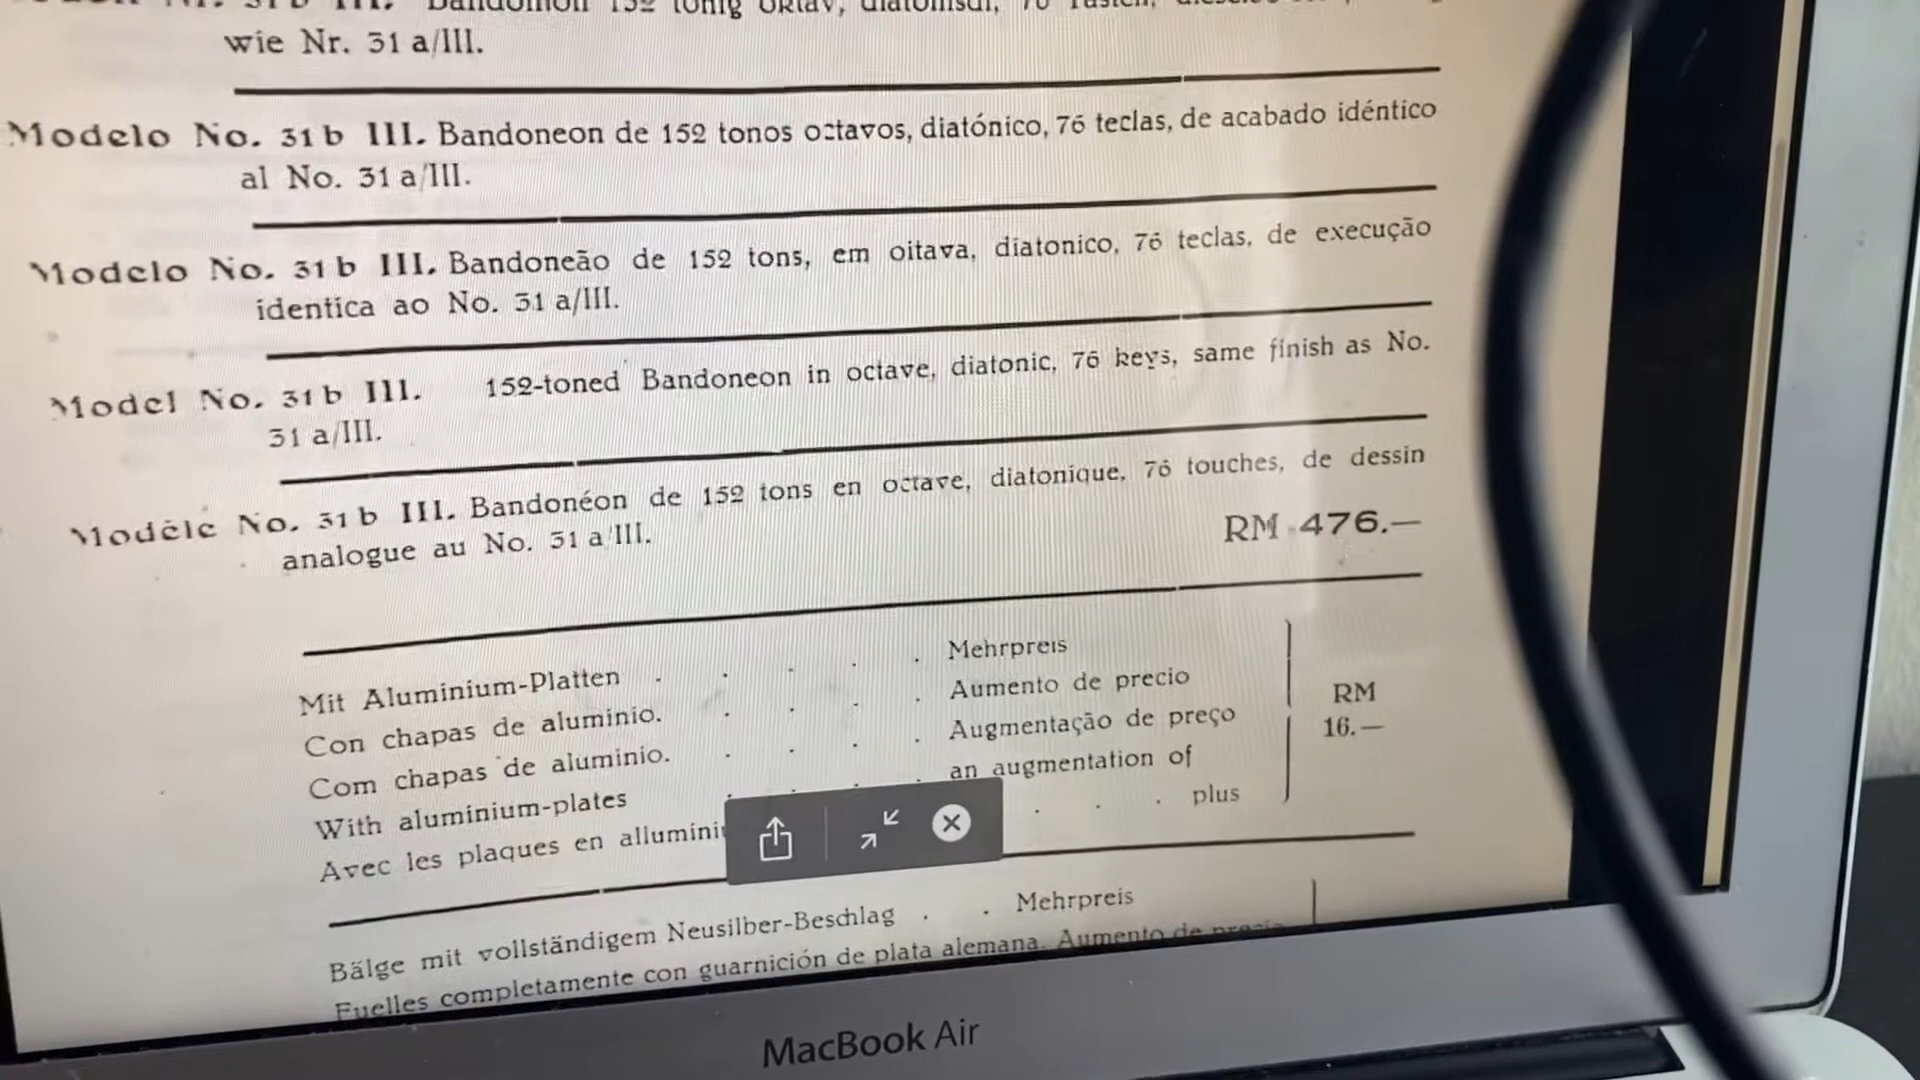 wie Nr. 31 a/III.
Modelo No. 31 b III. Bandoneon de 152 tonos octavos, diatónico, 76 teclas, de acabado idéntico
al No. 31 a/III.
Modelo No. 31 b III. Bandoneão de 152 tons, em oitava, diatonico, 76 teclas, de execução
identica ao No. 31 a/III.
Model No. 31 b III. 152-toned Bandoneon in octave, diatonic, 76 keys, same finish as No.
31 a/III.
Modèle No. 31 b III. Bandonéon de 152 tons en octave, diatonique, 76 touches, de dessin
analogue au No. 31 a/III. RM 476.—
Mit Aluminium-Platten . . . . . Mehrpreis
Con chapas de aluminio. . . . . Aumento de precio
Com chapas de aluminio. . . . . Augmentação de preço
With aluminium-plates . . . . an augmentation of
Avec les plaques en . . . plus
RM
16.—
Bälge mit vollständigem Neusilber-Beschlag . . Mehrpreis
Fuelles completamente con guarnición de plata alemana. Aumento de precio
MacBook Air